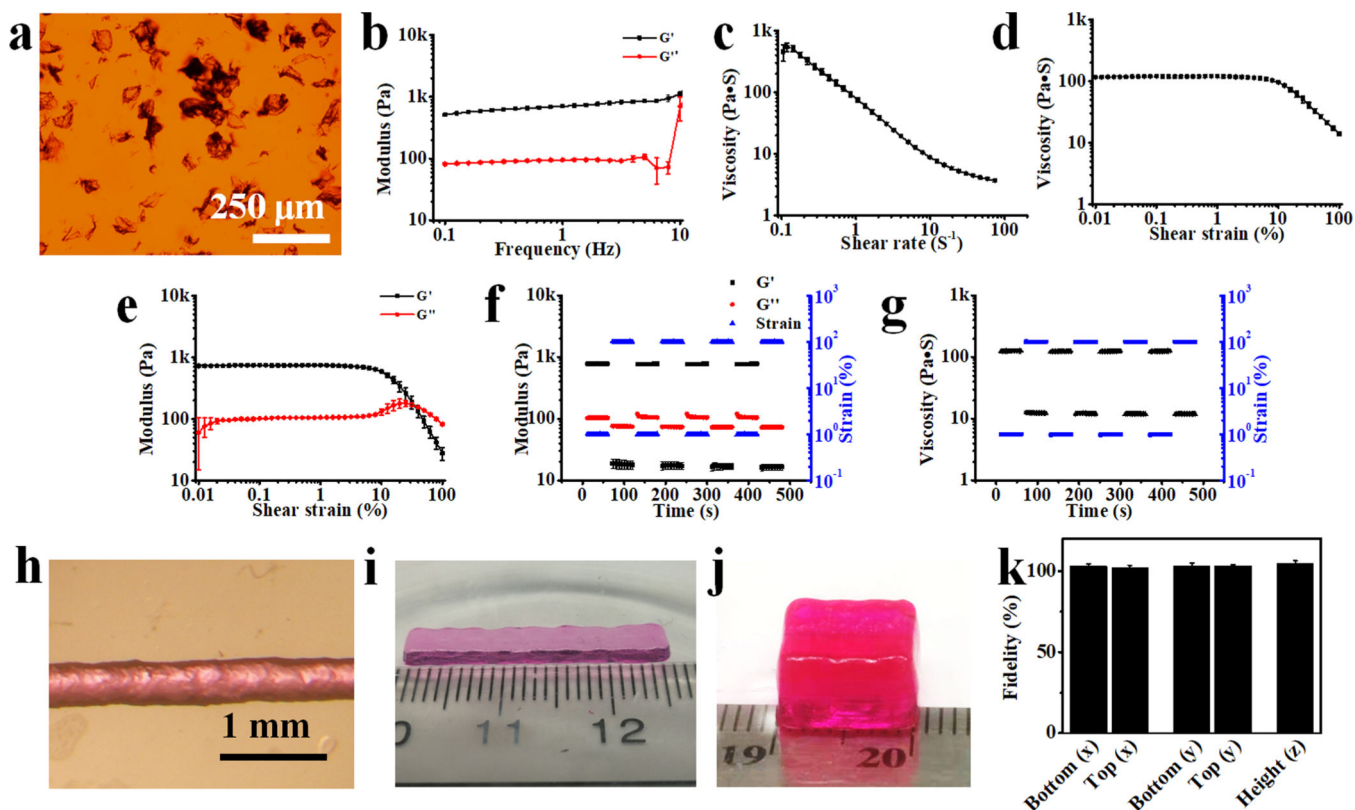 a
250 μm
b
Modulus (Pa)
10k
1k
100
10
G'
G''
0.1
1
10
Frequency (Hz)
c
Viscosity (Pa•S)
1k
100
10
1
0.1
1
10
100
Shear rate (S⁻¹)
d
Viscosity (Pa•S)
1k
100
10
1
0.01
0.1
1
10
100
Shear strain (%)
e
Modulus (Pa)
10k
1k
100
10
G'
G''
0.01
0.1
1
10
100
Shear strain (%)
f
Modulus (Pa)
10k
1k
100
10
G'
G''
Strain
10³
10²
10¹
10⁰
10⁻¹
Strain (%)
0
100
200
300
400
500
Time (s)
g
Viscosity (Pa•S)
1k
100
10
1
10³
10²
10¹
10⁰
10⁻¹
Strain (%)
0
100
200
300
400
500
Time (s)
h
1 mm
i
0
11
12
j
19
20
k
Fidelity (%)
100
50
0
Bottom (x)
Top (x)
Bottom (y)
Top (y)
Height (z)